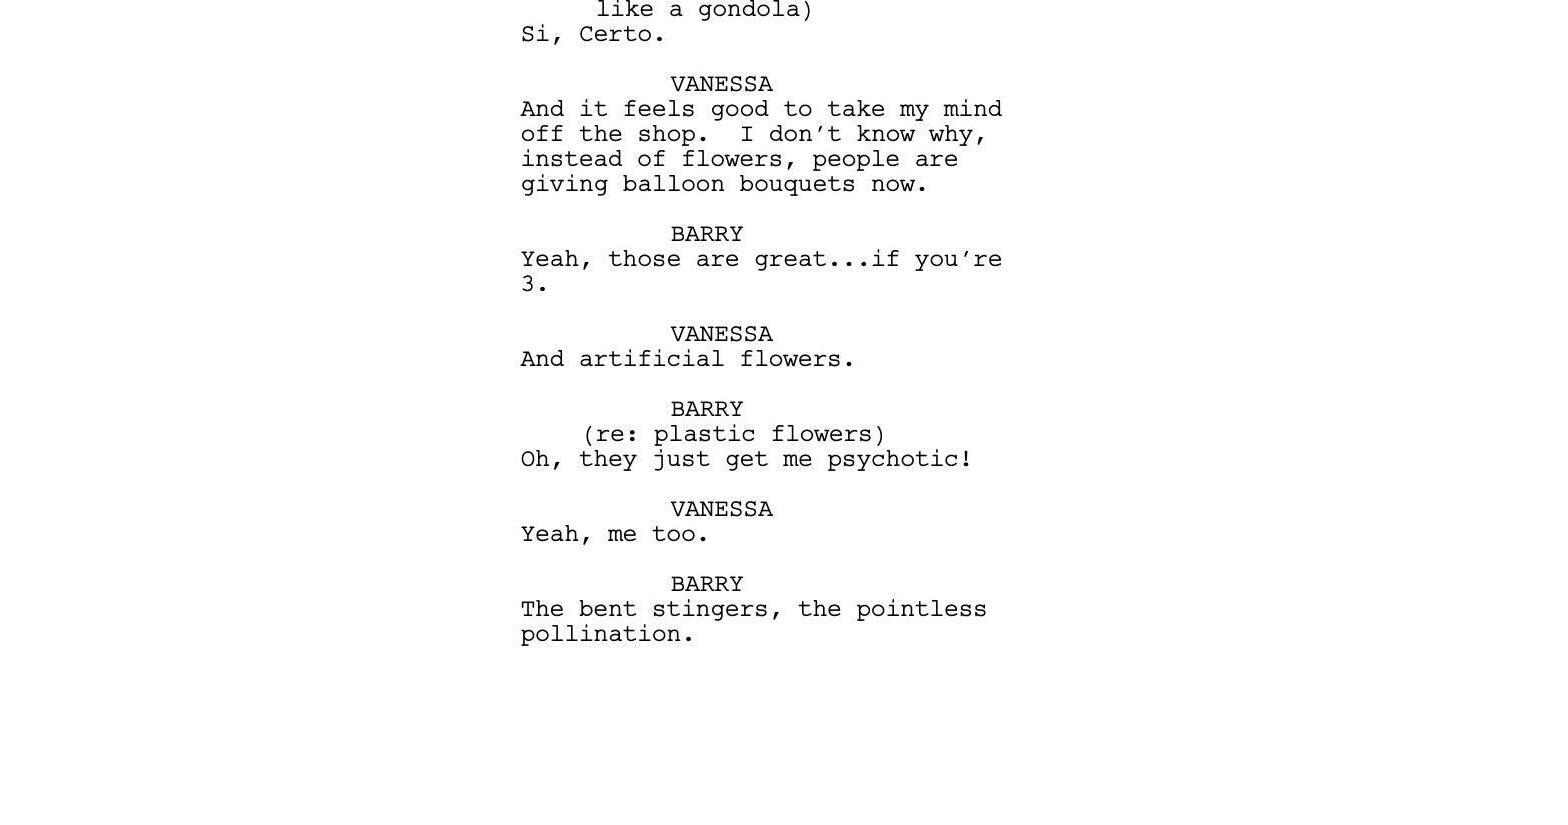 like a gondola)
Si, Certo.
VANESSA
And it feels good to take my mind
off the shop.  I don't know why,
instead of flowers, people are
giving balloon bouquets now.
BARRY
Yeah, those are great...if you're
3.
VANESSA
And artificial flowers.
BARRY
(re: plastic flowers)
Oh, they just get me psychotic!
VANESSA
Yeah, me too.
BARRY
The bent stingers, the pointless
pollination.